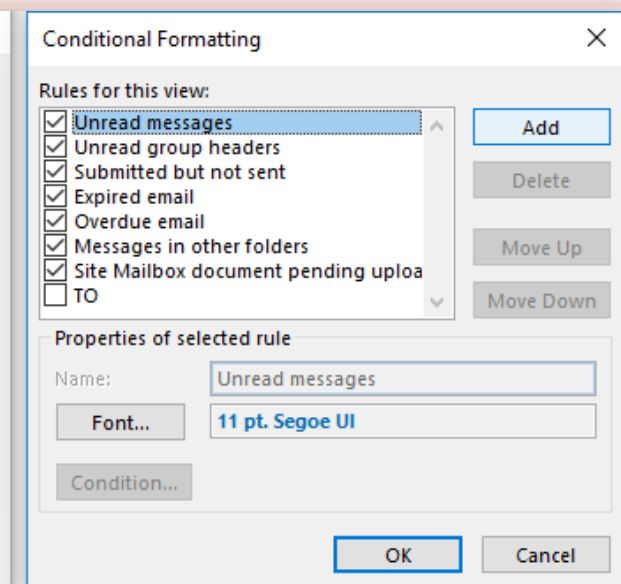 Conditional Formatting
Rules for this view:
Unread messages
Unread group headers
Submitted but not sent
Expired email
Overdue email
Messages in other folders
Site Mailbox document pending uploa
TO
Add
Delete
Move Up
Move Down
Properties of selected rule
Name:
Unread messages
Font...
11 pt. Segoe UI
Condition...
OK
Cancel